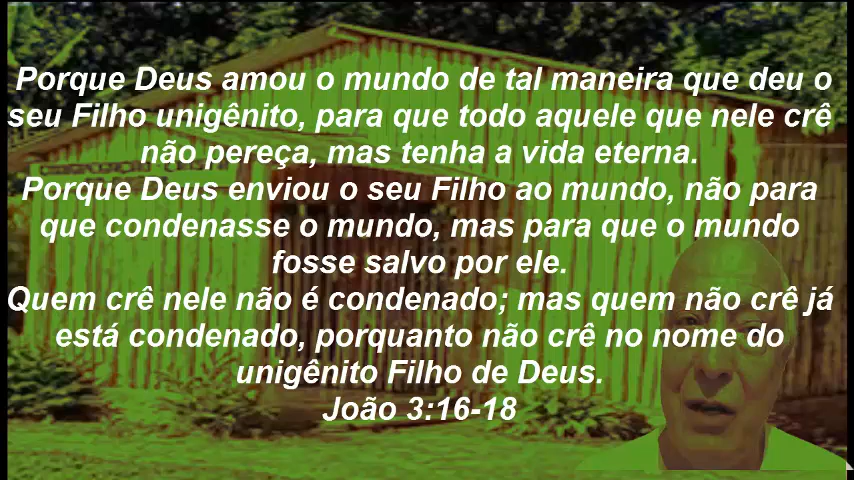 Porque Deus amou o mundo de tal maneira que deu o
seu Filho unigênito, para que todo aquele que nele crê
não pereça, mas tenha a vida eterna.
Porque Deus enviou o seu Filho ao mundo, não para
que condenasse o mundo, mas para que o mundo
fosse salvo por ele.
Quem crê nele não é condenado; mas quem não crê já
está condenado, porquanto não crê no nome do
unigênito Filho de Deus.
João 3:16-18